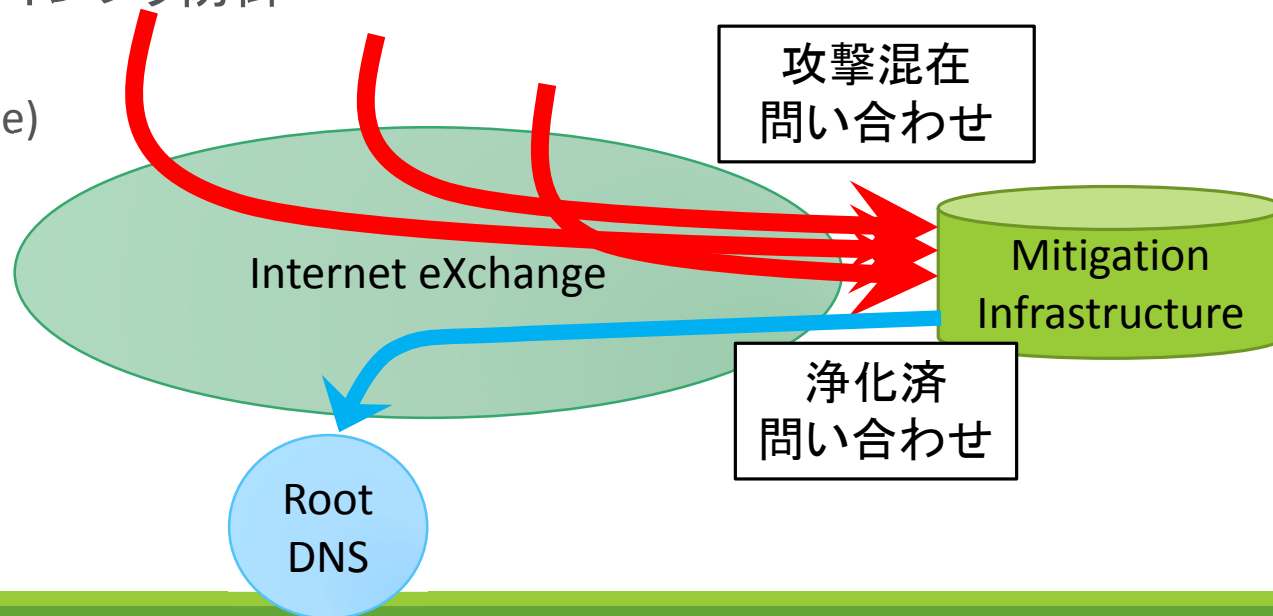 e)
攻撃混在
問い合わせ
Internet eXchange
Mitigation
Infrastructure
浄化済
問い合わせ
Root
DNS